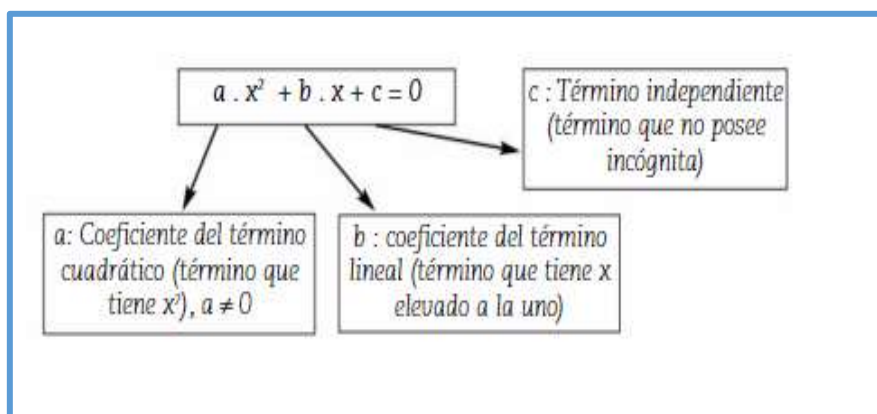 a . x² + b . x + c = 0
c : Término independiente
(término que no posee
incógnita)
a: Coeficiente del término
cuadrático (término que
tiene x²), a ≠ 0
b : coeficiente del término
lineal (término que tiene x
elevado a la uno)